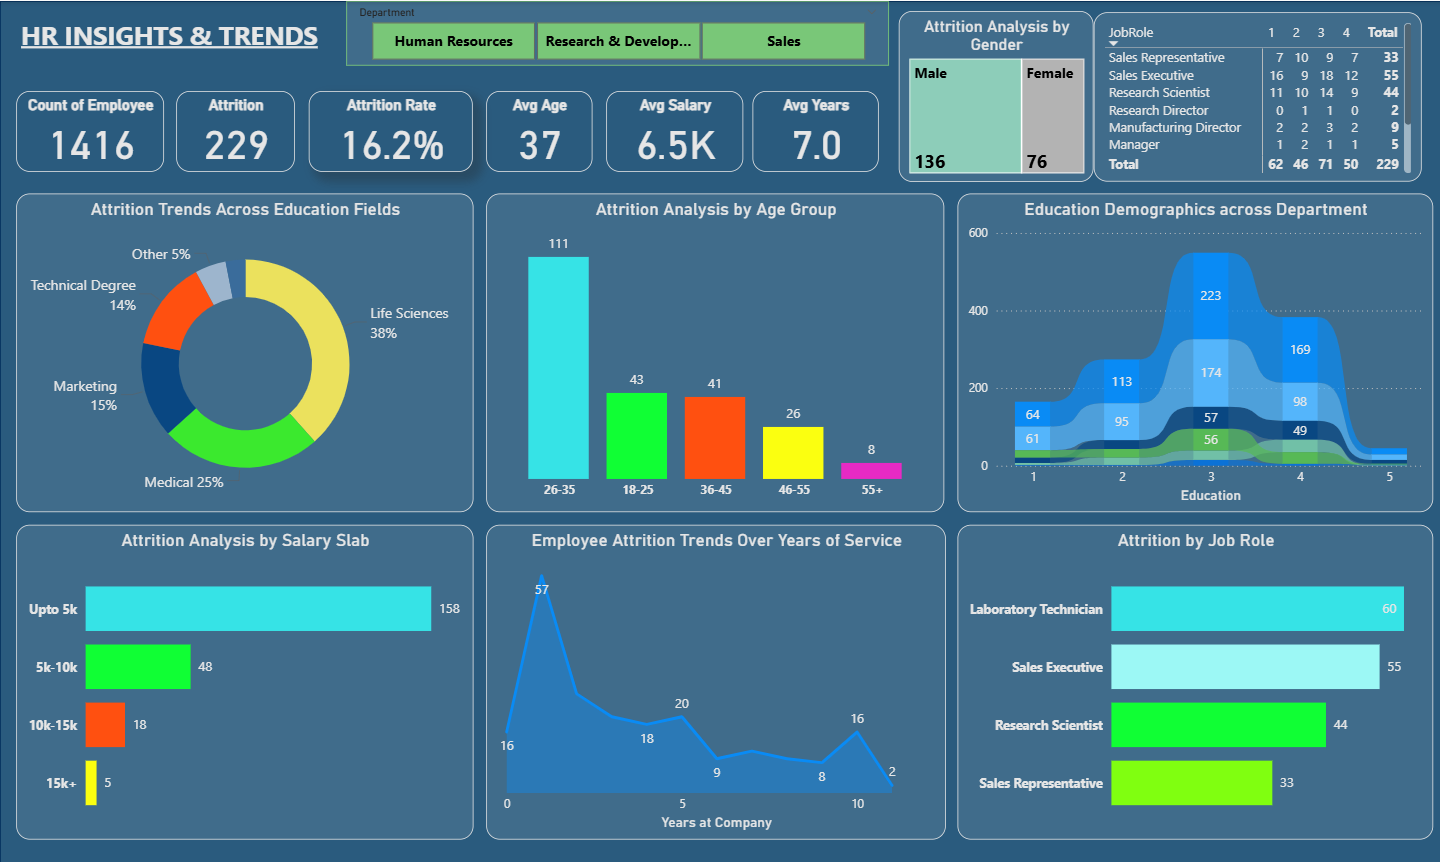 HR INSIGHTS & TRENDS
Department
Human Resources
Research & Develop...
Sales
Count of Employee
1416
Attrition
229
Attrition Rate
16.2%
Avg Age
37
Avg Salary
6.5K
Avg Years
7.0
Attrition Analysis by
Gender
Male
136
Female
76
JobRole 1 2 3 4 Total
Sales Representative 7 10 9 7 33
Sales Executive 16 9 18 12 55
Research Scientist 11 10 14 9 44
Research Director 0 1 1 0 2
Manufacturing Director 2 2 3 2 9
Manager 1 2 1 1 5
Total 62 46 71 50 229
Attrition Trends Across Education Fields
Other 5%
Technical Degree
14%
Life Sciences
38%
Marketing
15%
Medical 25%
Attrition Analysis by Age Group
111
43
41
26
8
26-35
18-25
36-45
46-55
55+
Education Demographics across Department
600
400
200
0
64
61
113
95
223
174
57
56
169
98
49
1
2
3
4
5
Education
Attrition Analysis by Salary Slab
Upto 5k 158
5k-10k 48
10k-15k 18
15k+ 5
Employee Attrition Trends Over Years of Service
57
16
18
20
9
8
16
2
0
5
10
Years at Company
Attrition by Job Role
Laboratory Technician 60
Sales Executive 55
Research Scientist 44
Sales Representative 33